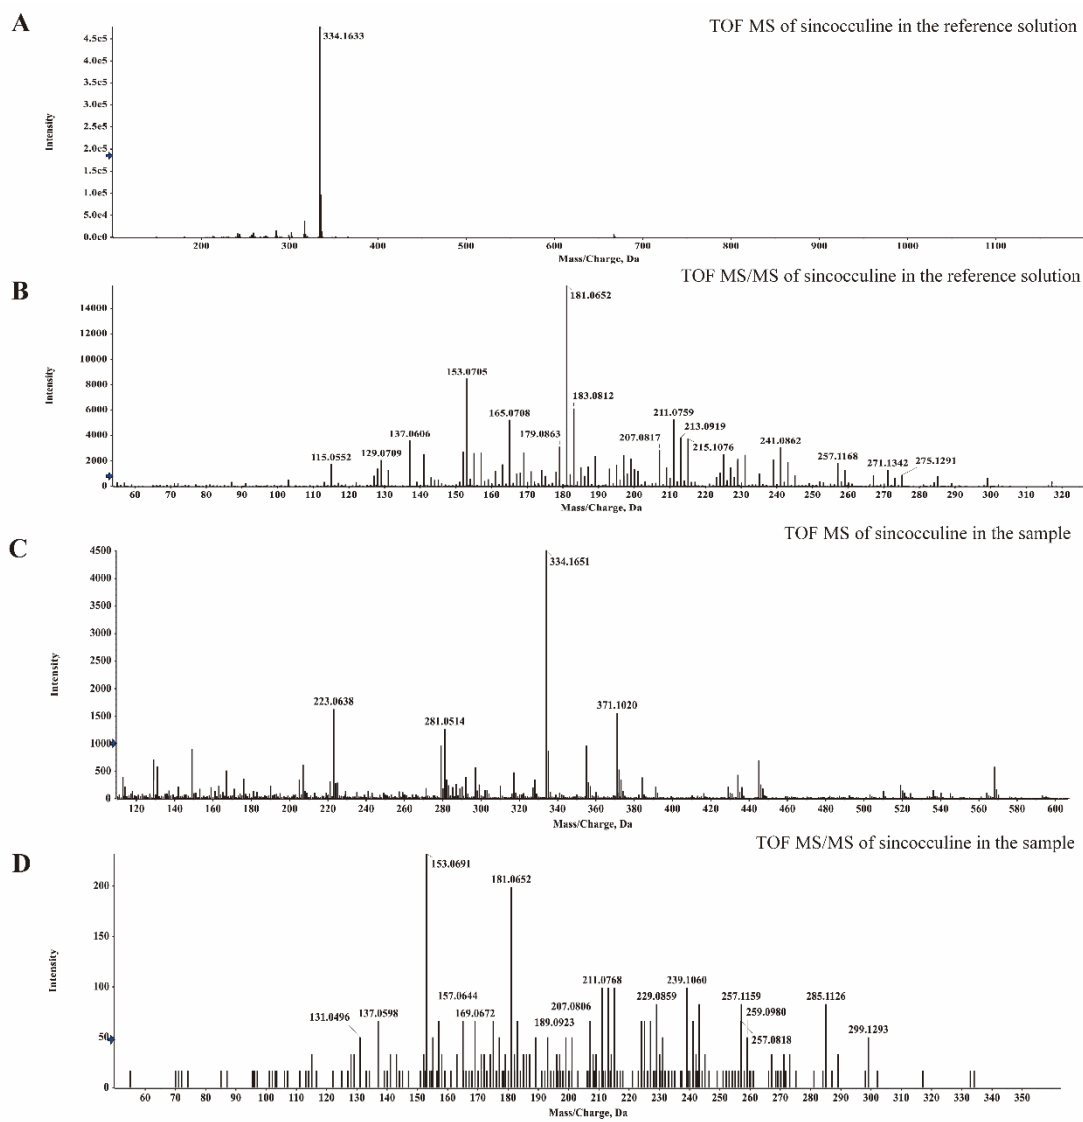 A
TOF MS of sincocculine in the reference solution
4.5e5
4.0e5
3.5e5
3.0e5
2.5e5
2.0e5
1.5e5
1.0e5
5.0e4
0.0e0
Intensity
334.1633
200 300 400 500 600 700 800 900 1000 1100
Mass/Charge, Da
B
TOF MS/MS of sincocculine in the reference solution
14000
12000
10000
8000
6000
4000
2000
0
Intensity
181.0652
153.0705
183.0812
165.0708
211.0759
213.0919
179.0863
207.0817
137.0606
215.1076
241.0862
129.0709
115.0552
257.1168
271.1342
275.1291
60 70 80 90 100 110 120 130 140 150 160 170 180 190 200 210 220 230 240 250 260 270 280 290 300 310 320
Mass/Charge, Da
C
TOF MS of sincocculine in the sample
4500
4000
3500
3000
2500
2000
1500
1000
500
0
Intensity
334.1651
223.0638
371.1020
281.0514
120 140 160 180 200 220 240 260 280 300 320 340 360 380 400 420 440 460 480 500 520 540 560 580 600
Mass/Charge, Da
D
TOF MS/MS of sincocculine in the sample
200
150
100
50
0
Intensity
153.0691
181.0652
211.0768
239.1060
157.0644
207.0806
229.0859
257.1159
285.1126
131.0496
137.0598
169.0672
189.0923
259.0980
257.0818
299.1293
60 70 80 90 100 110 120 130 140 150 160 170 180 190 200 210 220 230 240 250 260 270 280 290 300 310 320 330 340 350
Mass/Charge, Da